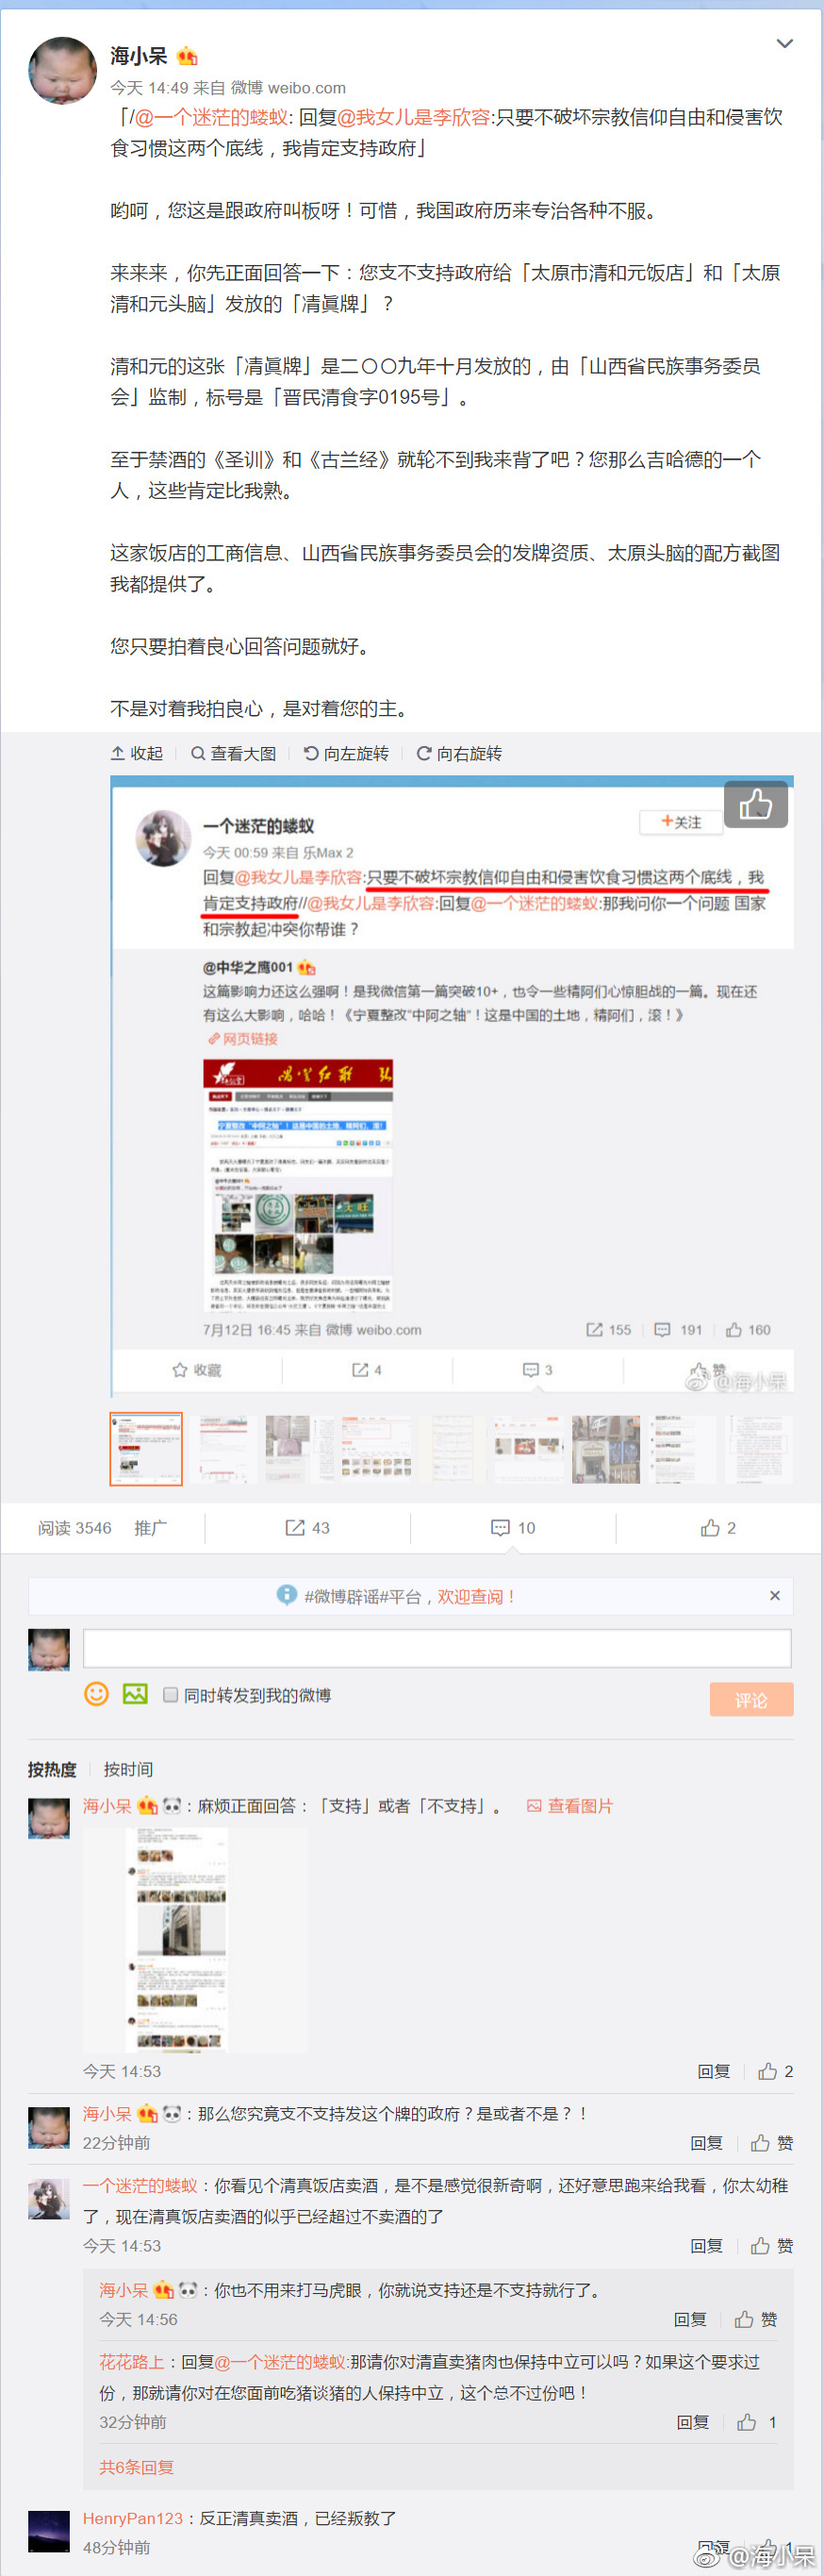 海小呆
今天 14:49 来自 微博 weibo.com
「/@一个迷茫的蝼蚁: 回复@我女儿是李欣容:只要不破坏宗教信仰自由和侵害饮
食习惯这两个底线，我肯定支持政府」
哟呵，您这是跟政府叫板呀！可惜，我国政府历来专治各种不服。
来来来，你先正面回答一下：您支不支持政府给「太原市清和元饭店」和「太原
清和元头脑」发放的「清眞牌」？
清和元的这张「清眞牌」是二〇〇九年十月发放的，由「山西省民族事务委员
会」监制，标号是「晋民清食字0195号」。
至于禁酒的《圣训》和《古兰经》就轮不到我来背了吧？您那么吉哈德的一个
人，这些肯定比我熟。
这家饭店的工商信息、山西省民族事务委员会的发牌资质、太原头脑的配方截图
我都提供了。
您只要拍着良心回答问题就好。
不是对着我拍良心，是对着您的主。
收起 查看大图 向左旋转 向右旋转
一个迷茫的蝼蚁
+关注
今天 00:59 来自 乐Max 2
回复@我女儿是李欣容:只要不破坏宗教信仰自由和侵害饮食习惯这两个底线，我
肯定支持政府//@我女儿是李欣容:回复@一个迷茫的蝼蚁:那我问你一个问题 国家
和宗教起冲突你帮谁？
@中华之鹰001
这篇影响力还这么强啊！是我微信第一篇突破10+，也令一些精阿们心惊胆战的一篇。现在还
有这么大影响，哈哈！《宁夏整改"中阿之轴"！这是中国的土地，精阿们，滚！》
网页链接
宁夏整改"中阿之轴"！这是中国的土地，精阿们，滚！
7月12日 16:45 来自 微博 weibo.com 155 191 160
收藏 4 3 赞
@海小呆
阅读 3546 推广 43 10 2
#微博辟谣#平台，欢迎查阅！ ×
同时转发到我的微博 评论
按热度 按时间
海小呆：麻烦正面回答：「支持」或者「不支持」。 查看图片
今天 14:53 回复 2
海小呆：那么您究竟支不支持发这个牌的政府？是或者不是？！
22分钟前 回复 赞
一个迷茫的蝼蚁：你看见个清真饭店卖酒，是不是感觉很新奇啊，还好意思跑来给我看，你太幼稚
了，现在清真饭店卖酒的似乎已经超过不卖酒的了
今天 14:53 回复 赞
海小呆：你也不用来打马虎眼，你就说支持还是不支持就行了。
今天 14:56 回复 赞
花花路上：回复@一个迷茫的蝼蚁:那请你对清直卖猪肉也保持中立可以吗？如果这个要求过
份，那就请你对在您面前吃猪谈猪的人保持中立，这个总不过份吧！
32分钟前 回复 1
共6条回复
HenryPan123：反正清真卖酒，已经叛教了
48分钟前 回复 1
@海小呆